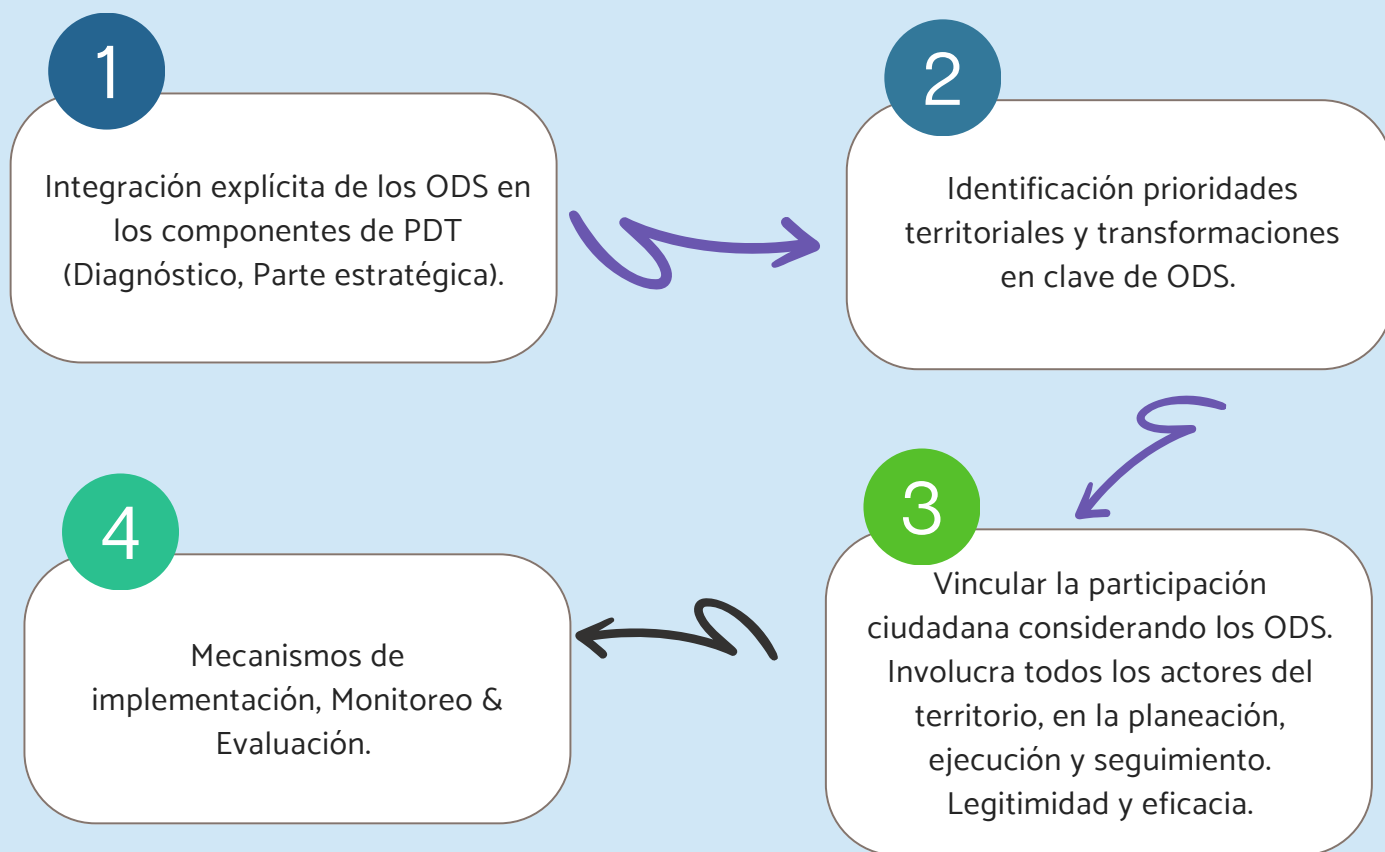 1
Integración explícita de los ODS en
los componentes de PDT
(Diagnóstico, Parte estratégica).
2
Identificación prioridades
territoriales y transformaciones
en clave de ODS.
3
Vincular la participación
ciudadana considerando los ODS.
Involucra todos los actores del
territorio, en la planeación,
ejecución y seguimiento.
Legitimidad y eficacia.
4
Mecanismos de
implementación, Monitoreo &
Evaluación.